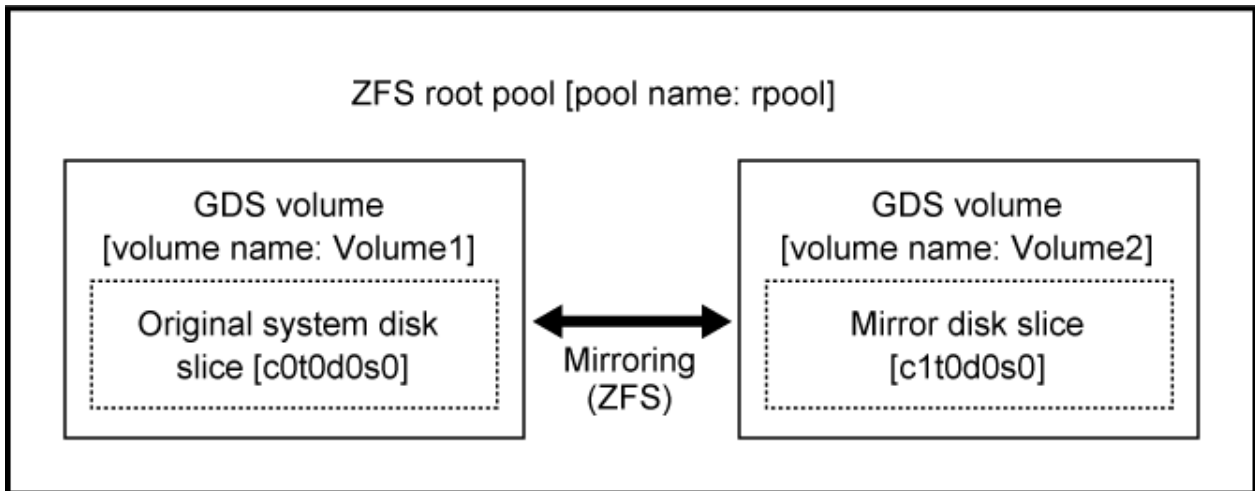 ZFS root pool [pool name: rpool]
GDS volume
[volume name: Volume1]
Original system disk
slice [c0t0d0s0]
Mirroring
(ZFS)
GDS volume
[volume name: Volume2]
Mirror disk slice
[c1t0d0s0]